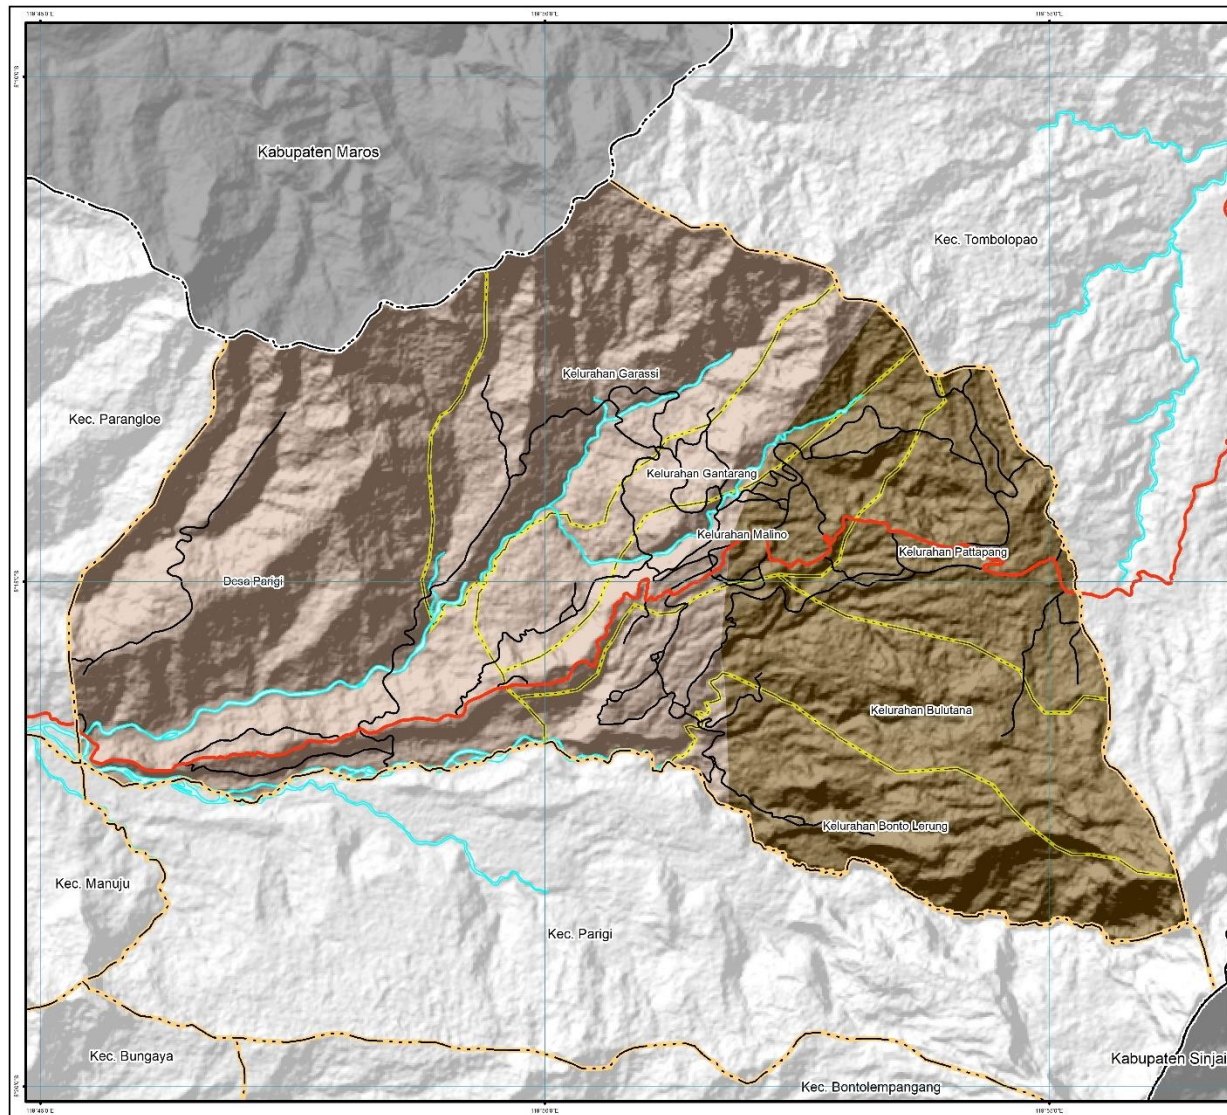 Kabupaten Maros
Kec. Tombolopao
Kelurahan Garassi
Kec. Parangloe
Kelurahan Gantarang
Kelurahan Malino
Kelurahan Pattapang
Desa Parigi
Kelurahan Bulutana
Kelurahan Bonto Lerung
Kec. Manuju
Kec. Parigi
Kec. Bungaya
Kabupaten Sinjai
Kec. Bontolempangang